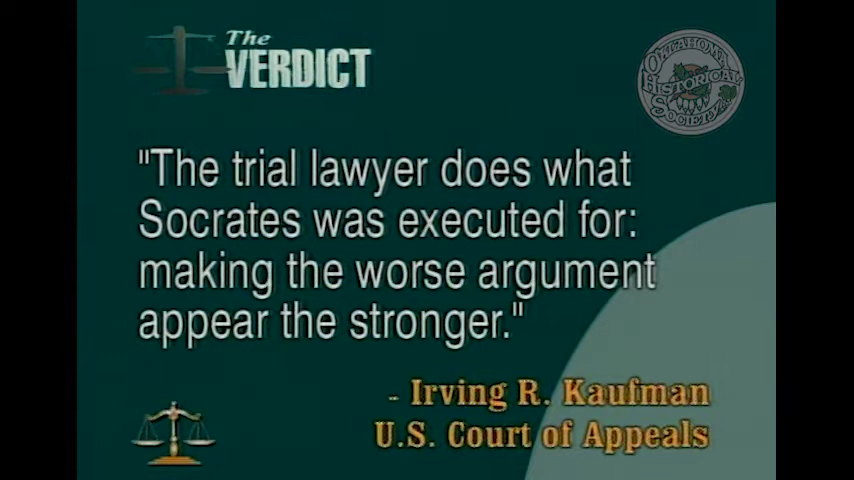 The
VERDICT
OKLAHOMA
HISTORICAL
SOCIETY
"The trial lawyer does what
Socrates was executed for:
making the worse argument
appear the stronger."
- Irving R. Kaufman
U.S. Court of Appeals